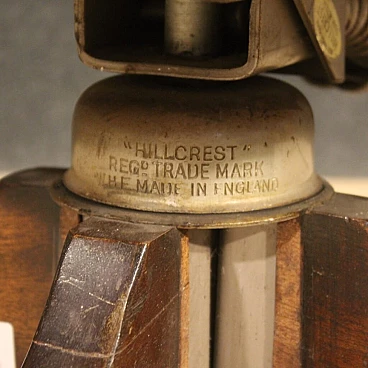 "HILLCREST"
REGD TRADE MARK
W.H.E MADE IN ENGLAND